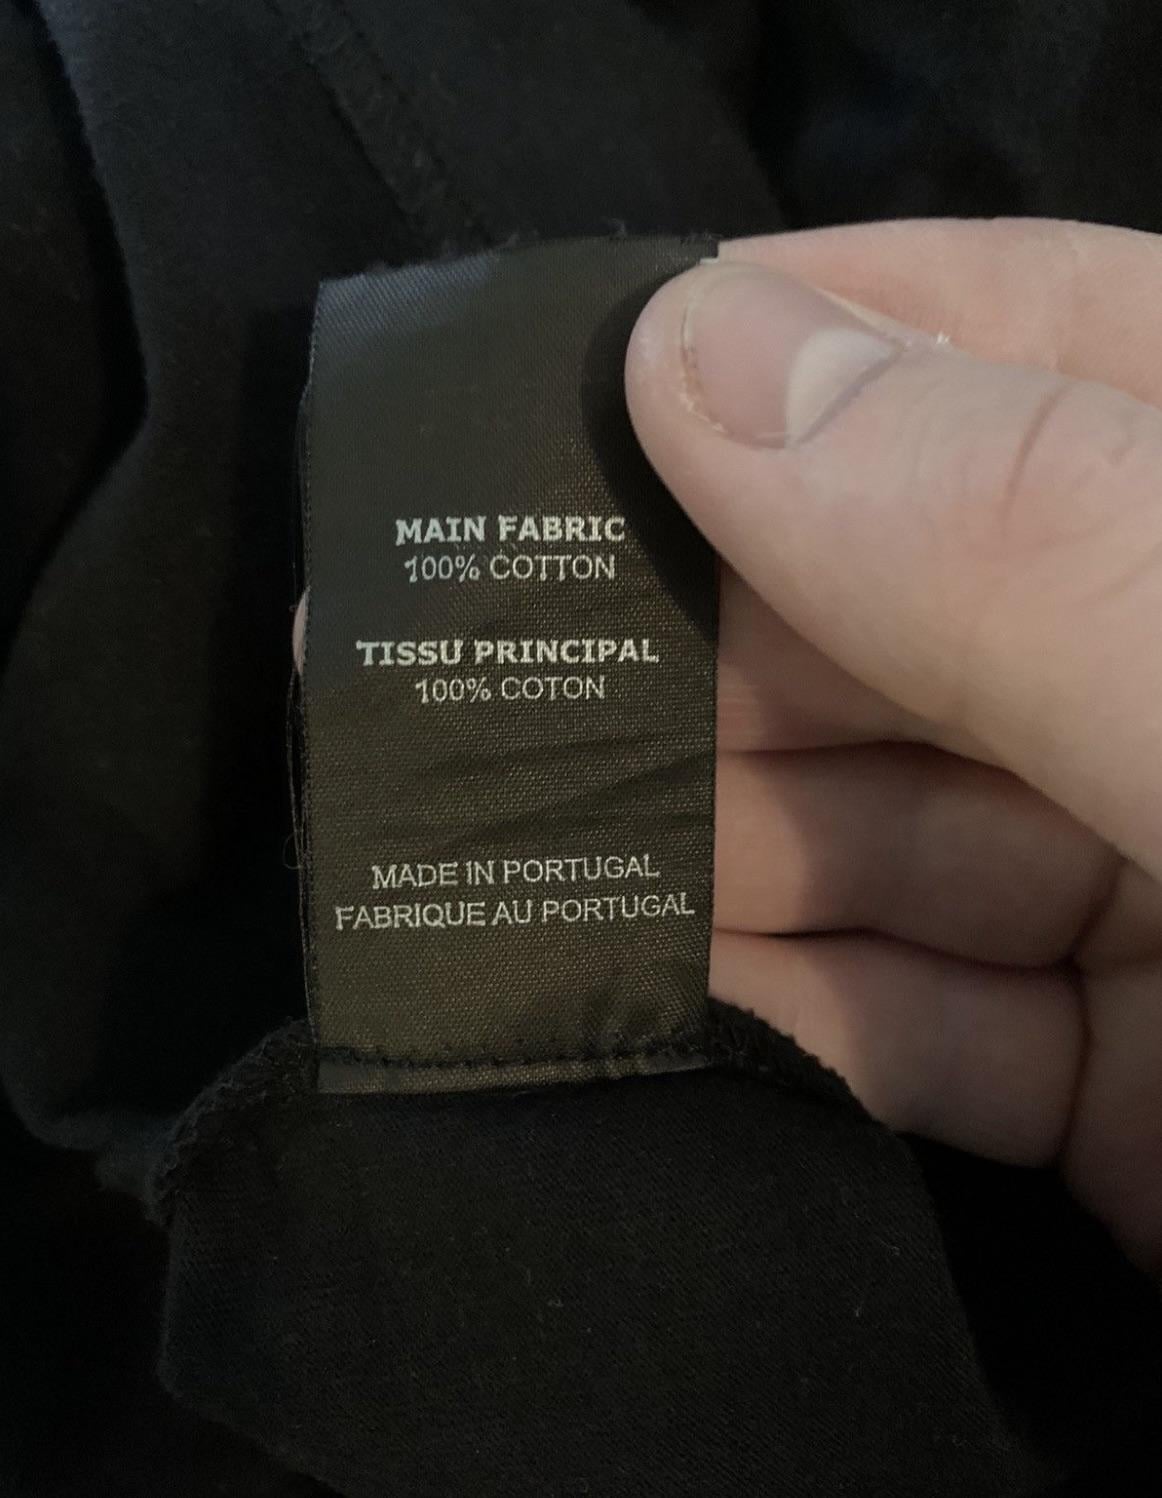 MAIN FABRIC
100% COTTON
TISSU PRINCIPAL
100% COTON
MADE IN PORTUGAL
FABRIQUE AU PORTUGAL